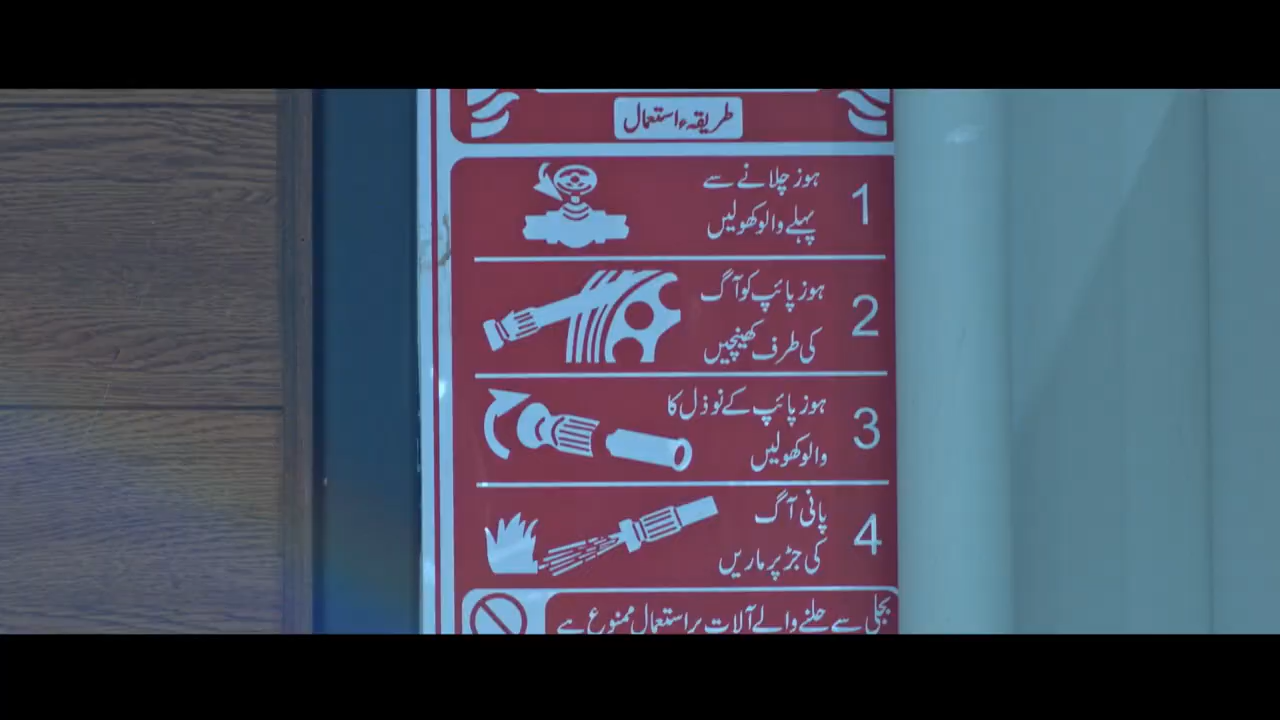 طریقہء استعمال
1
ہوز چلانے سے
پہلے والو کھولیں
2
ہوز پائپ کو آگ
کی طرف کھینچیں
3
ہوز پائپ کے نوذل کا
والو کھولیں
4
پانی آگ
کی جڑ پر ماریں
بجلی سے چلنے والے آلات پر استعمال ممنوع ہے